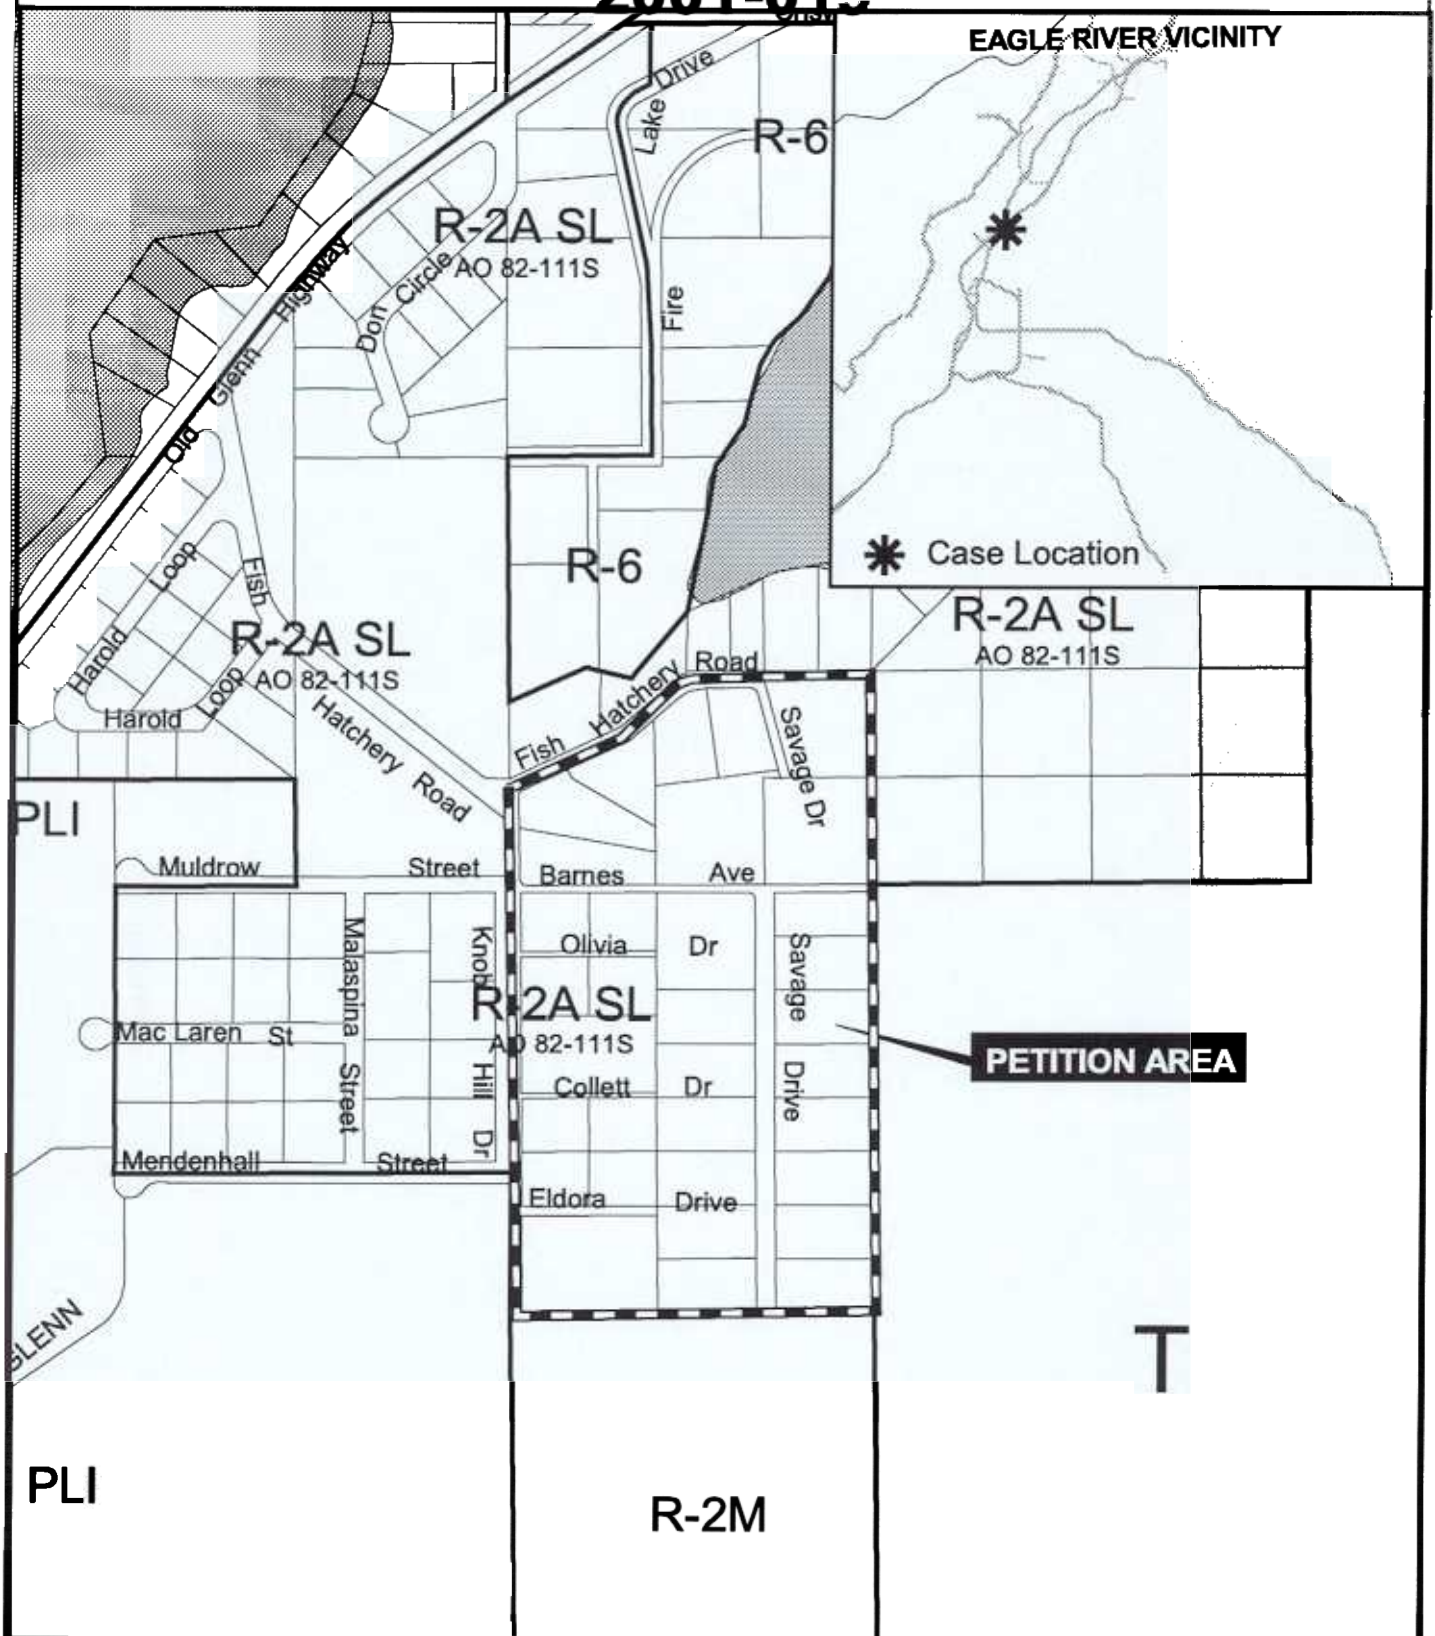 2001-019
EAGLE RIVER VICINITY
Lake Drive
R-6
R-2A SL
AO 82-111S
Don Circle
Fire
Old Glenn Highway
Case Location
Harold Loop
Fish
R-6
R-2A SL
AO 82-111S
R-2A SL
AO 82-111S
Harold Loop
Hatchery Road
Fish Hatchery Road
Savage Dr
PLI
Muldrow Street
Barnes Ave
Malaspina Street
Knob Hill Dr
Olivia Dr
Savage Drive
R-2A SL
AO 82-111S
Mac Laren St
PETITION AREA
Collett Dr
Mendenhall Street
Eldora Drive
GLENN
T
PLI
R-2M